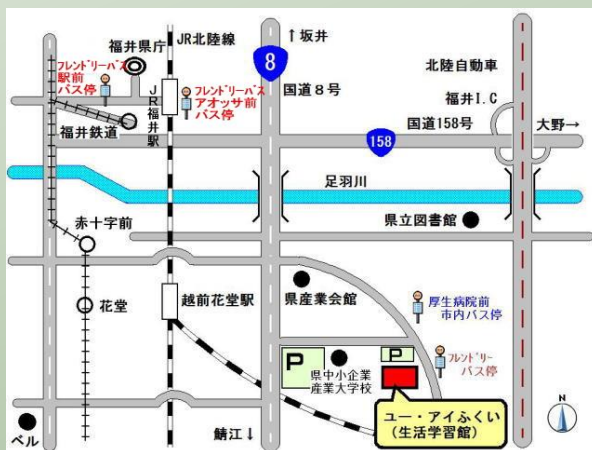 福井県庁
JR北陸線
↑坂井
8
国道8号
北陸自動車
福井I.C
国道158号
大野→
158
フレンドリーバス
駅前
バス停
JR福井駅
フレンドリーバス
アオッサ前
バス停
福井鉄道
足羽川
県立図書館
赤十字前
花堂
越前花堂駅
県産業会館
厚生病院前
市内バス停
P
県中小企業
産業大学校
P
フレンドリー
バス停
ユー・アイふくい
(生活学習館)
ベル
鯖江↓
N